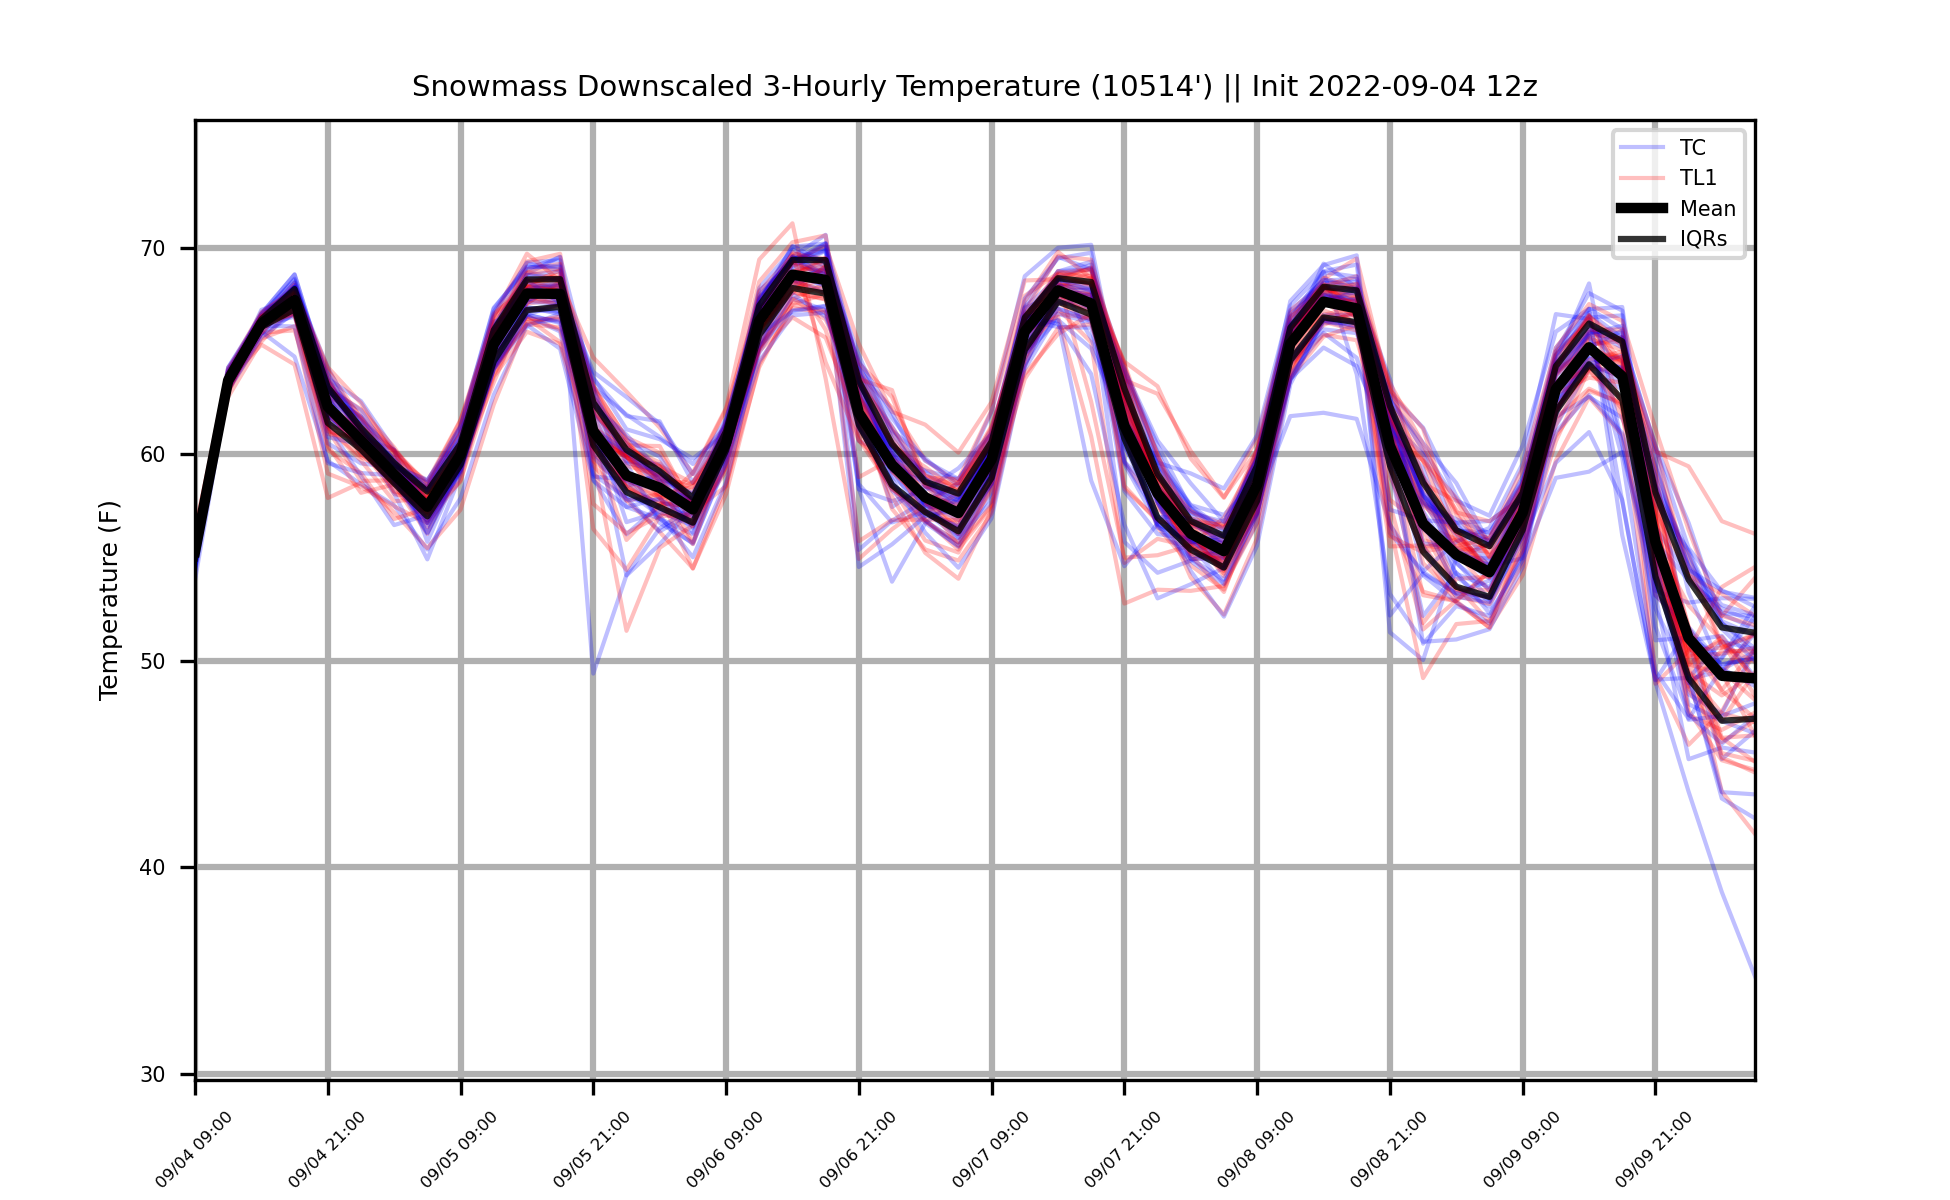 Snowmass Downscaled 3-Hourly Temperature (10514') || Init 2022-09-04 12z
TC
TL1
Mean
IQRs
Temperature (F)
70
60
50
40
30
09/04 09:00
09/04 21:00
09/05 09:00
09/05 21:00
09/06 09:00
09/06 21:00
09/07 09:00
09/07 21:00
09/08 09:00
09/08 21:00
09/09 09:00
09/09 21:00